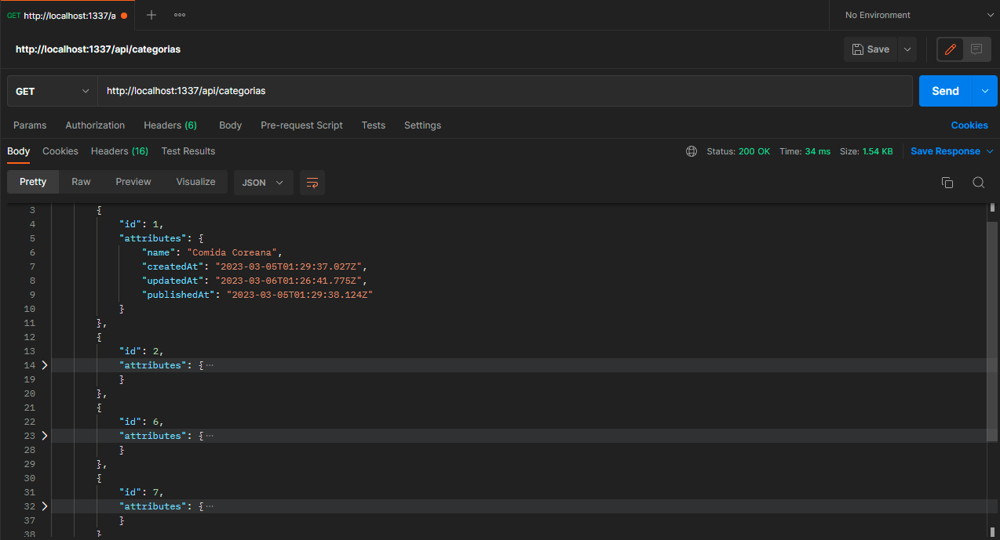 GET http://localhost:1337/a
No Environment
http://localhost:1337/api/categorias
Save
GET http://localhost:1337/api/categorias Send
Params Authorization Headers (6) Body Pre-request Script Tests Settings Cookies
Body Cookies Headers (16) Test Results Status: 200 OK Time: 34 ms Size: 1.54 KB Save Response
Pretty Raw Preview Visualize JSON
3 {
4 "id": 1,
5 "attributes": {
6 "name": "Comida Coreana",
7 "createdAt": "2023-03-05T01:29:37.027Z",
8 "updatedAt": "2023-03-06T01:26:41.775Z",
9 "publishedAt": "2023-03-05T01:29:38.124Z"
10 }
11 },
12 {
13 "id": 2,
14 "attributes": {⋯
19 }
20 },
21 {
22 "id": 6,
23 "attributes": {⋯
28 }
29 },
30 {
31 "id": 7,
32 "attributes": {⋯
37 }
38 }